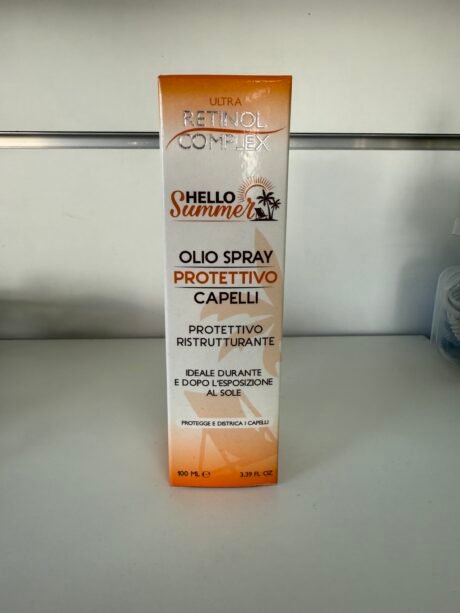 ULTRA
RETINOL
COMPLEX
HELLO
Summer
OLIO SPRAY
PROTETTIVO
CAPELLI
PROTETTIVO
RISTRUTTURANTE
IDEALE DURANTE
E DOPO L'ESPOSIZIONE
AL SOLE
PROTEGGE E DISTRICA I CAPELLI
100 ML ℮ 3.39 FL OZ